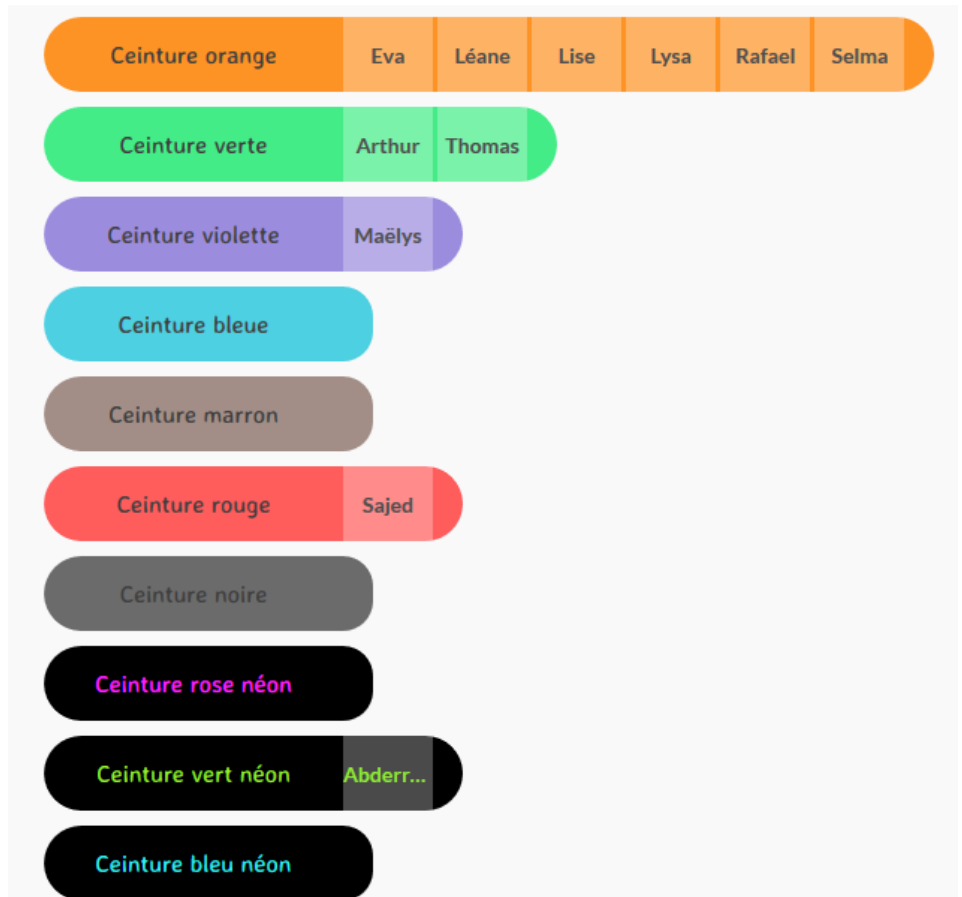 Ceinture orange Eva Léane Lise Lysa Rafael Selma
Ceinture verte Arthur Thomas
Ceinture violette Maëlys
Ceinture bleue
Ceinture marron
Ceinture rouge Sajed
Ceinture noire
Ceinture rose néon
Ceinture vert néon Abderr...
Ceinture bleu néon